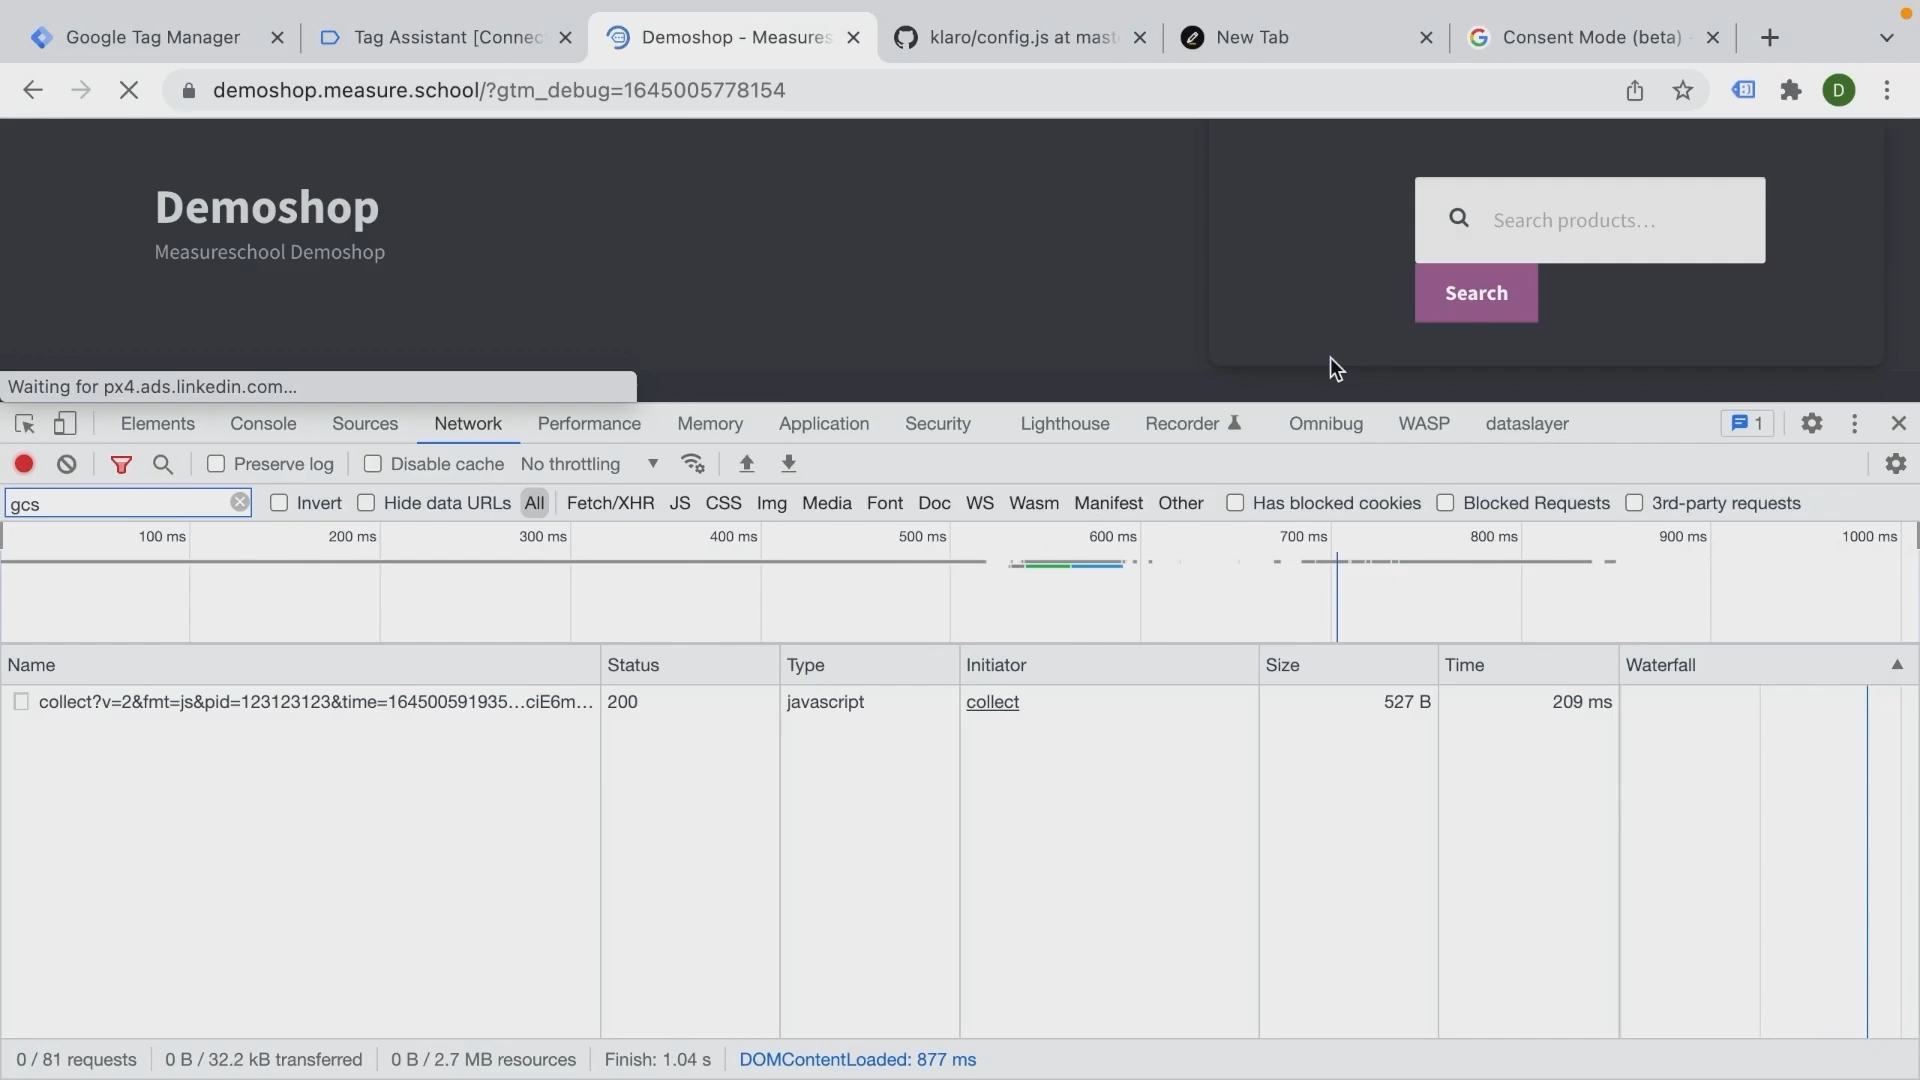 Google Tag Manager
Tag Assistant [Connec
Demoshop - Measures
klaro/config.js at mast
New Tab
Consent Mode (beta)
demoshop.measure.school/?gtm_debug=1645005778154
D
Demoshop
Measureschool Demoshop
Search products...
Search
Waiting for px4.ads.linkedin.com...
Elements Console Sources Network Performance Memory Application Security Lighthouse Recorder Omnibug WASP dataslayer 1
Preserve log Disable cache No throttling
gcs Invert Hide data URLs All Fetch/XHR JS CSS Img Media Font Doc WS Wasm Manifest Other Has blocked cookies Blocked Requests 3rd-party requests
100 ms 200 ms 300 ms 400 ms 500 ms 600 ms 700 ms 800 ms 900 ms 1000 ms
Name Status Type Initiator Size Time Waterfall
collect?v=2&fmt=js&pid=123123123&time=164500591935...ciE6m... 200 javascript collect 527 B 209 ms
0 / 81 requests 0 B / 32.2 kB transferred 0 B / 2.7 MB resources Finish: 1.04 s DOMContentLoaded: 877 ms